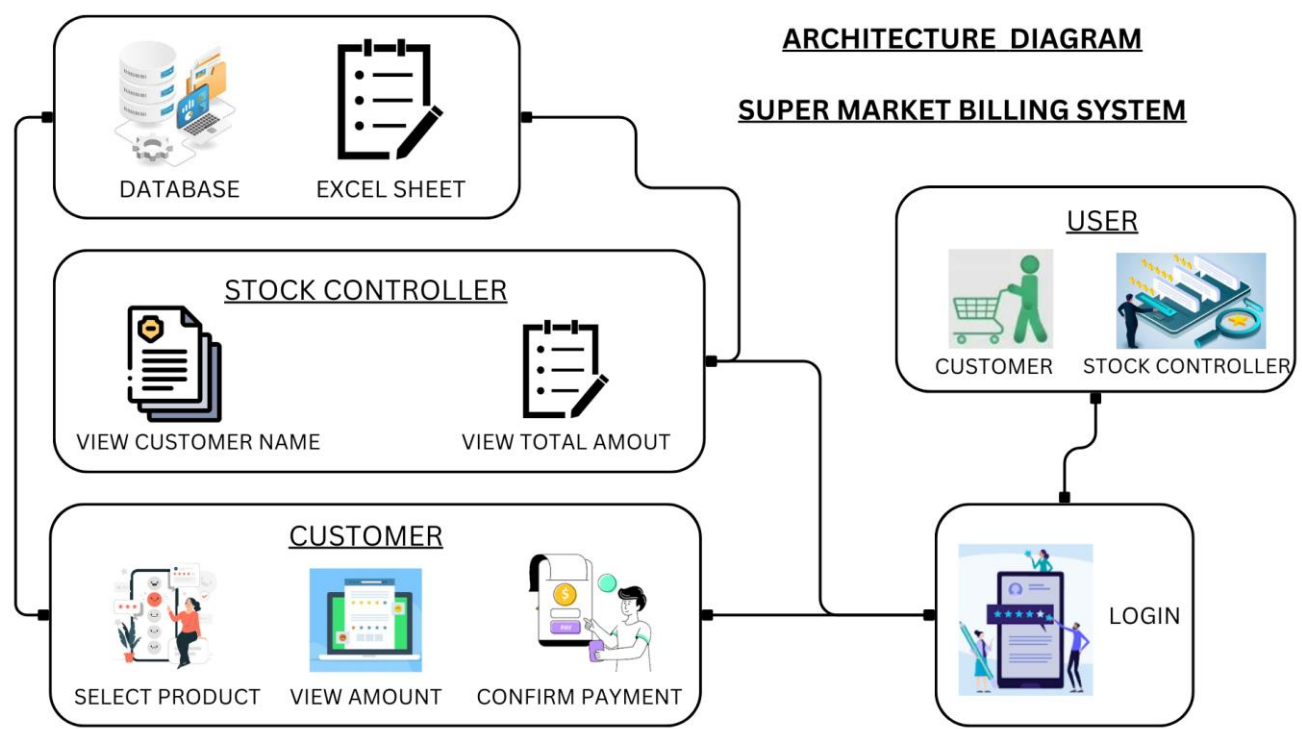 ARCHITECTURE DIAGRAM
SUPER MARKET BILLING SYSTEM
DATABASE
EXCEL SHEET
USER
CUSTOMER
STOCK CONTROLLER
STOCK CONTROLLER
VIEW CUSTOMER NAME
VIEW TOTAL AMOUT
CUSTOMER
PAY
SELECT PRODUCT
VIEW AMOUNT
CONFIRM PAYMENT
LOGIN